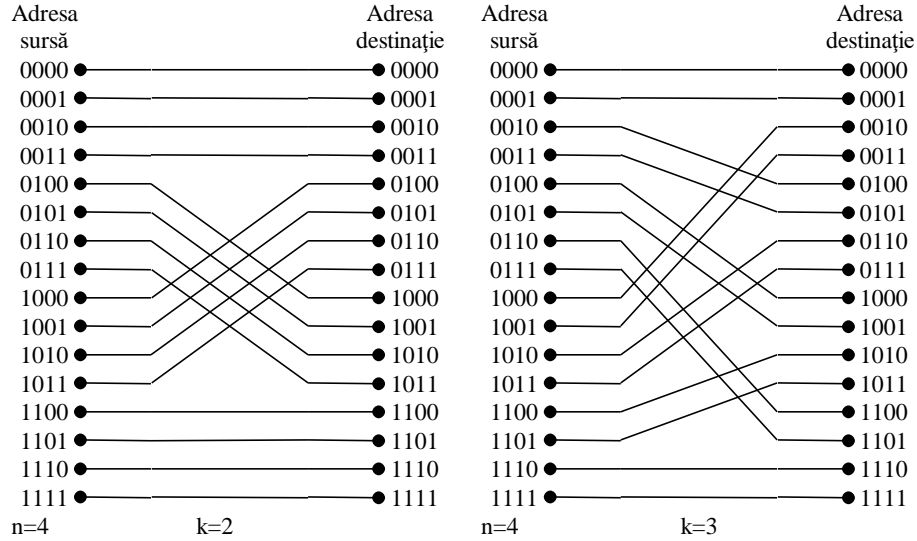 Adresa Adresa Adresa Adresa
sursă destinaţie sursă destinaţie
0000 0000 0000 0000
0001 0001 0001 0001
0010 0010 0010 0010
0011 0011 0011 0011
0100 0100 0100 0100
0101 0101 0101 0101
0110 0110 0110 0110
0111 0111 0111 0111
1000 1000 1000 1000
1001 1001 1001 1001
1010 1010 1010 1010
1011 1011 1011 1011
1100 1100 1100 1100
1101 1101 1101 1101
1110 1110 1110 1110
1111 1111 1111 1111
n=4 k=2 n=4 k=3